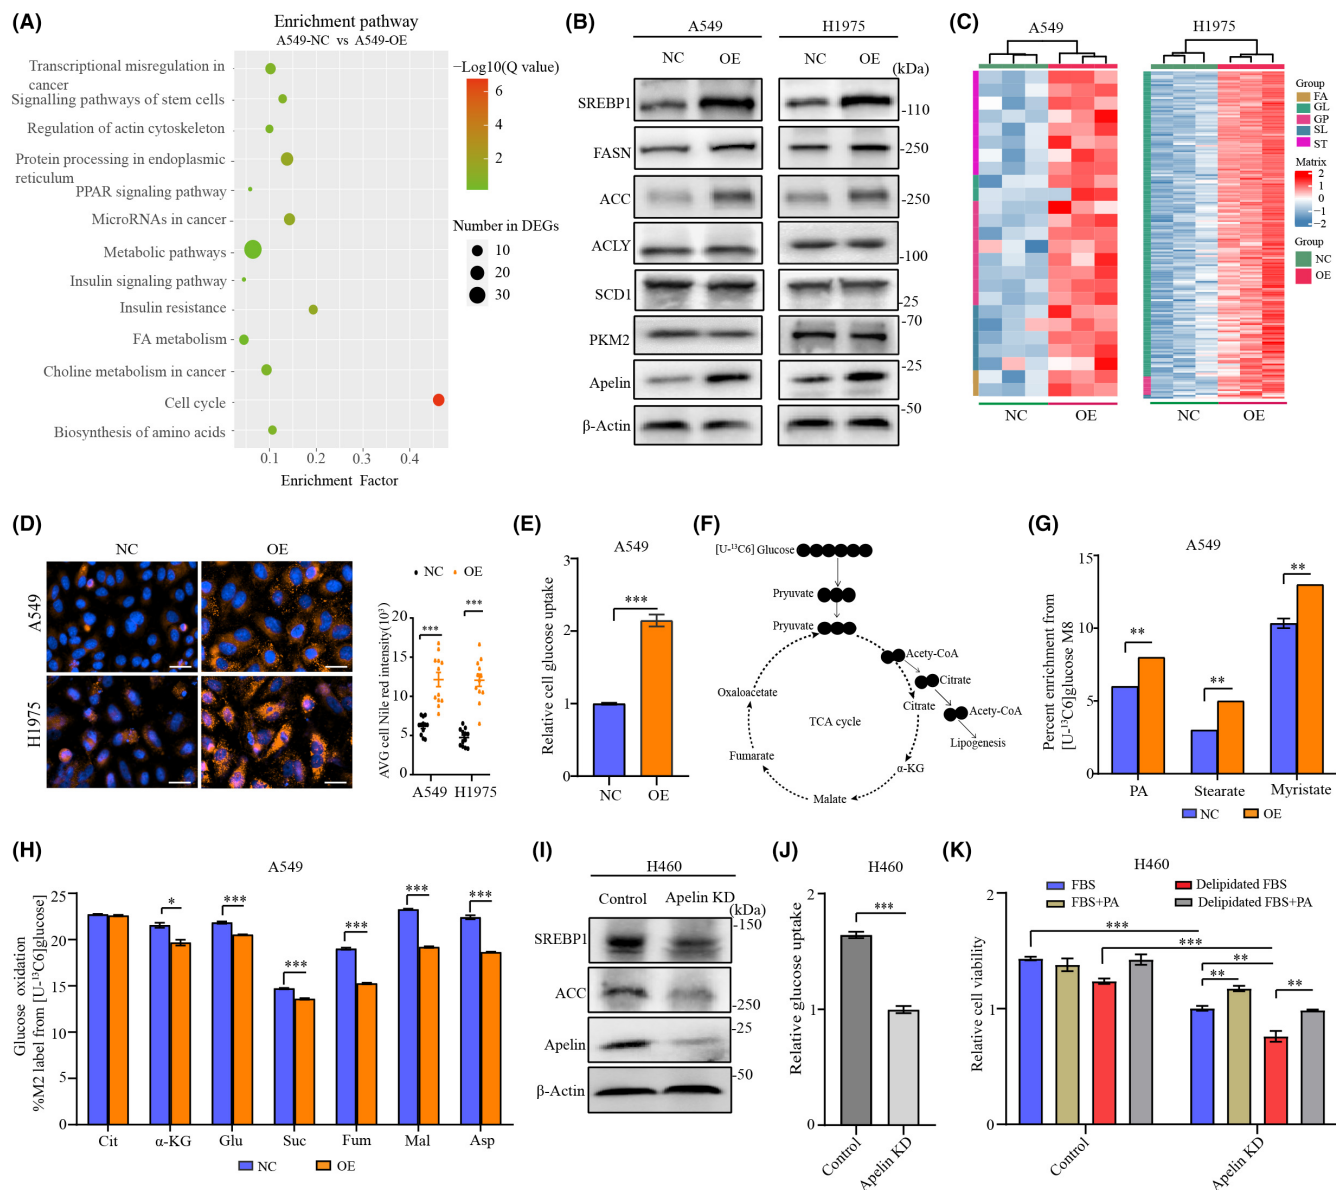 (A)
Enrichment pathway
A549-NC vs A549-OE
Transcriptional misregulation in
cancer
Signalling pathways of stem cells
Regulation of actin cytoskeleton
Protein processing in endoplasmic
reticulum
PPAR signaling pathway
MicroRNAs in cancer
Metabolic pathways
Insulin signaling pathway
Insulin resistance
FA metabolism
Choline metabolism in cancer
Cell cycle
Biosynthesis of amino acids
0.1 0.2 0.3 0.4
Enrichment Factor
−Log10(Q value)
6
4
2
Number in DEGs
10
20
30
(B)
A549 H1975
NC OE NC OE
(kDa)
SREBP1 -110
FASN -250
ACC -250
ACLY -100
SCD1 -25
PKM2 -70
Apelin -25
β-Actin -50
(C)
A549 H1975
NC OE NC OE
Group
FA
GL
GP
SL
ST
Matrix
2
1
0
−1
−2
Group
NC
OE
(D)
NC OE
A549
H1975
NC OE
AVG cell Nile red intensity(10³)
20
15
10
5
0
*** ***
A549 H1975
(E)
A549
Relative cell glucose uptake
3
2
1
0
***
NC OE
(F)
[U-¹³C6] Glucose
Pryuvate
Pryuvate
Acety-CoA
Citrate
Citrate
Acety-CoA
Lipogenesis
Oxaloacetate
TCA cycle
Fumarate
α-KG
Malate
(G)
A549
Percent enrichment from
[U-¹³C6]glucose M8
15
10
5
0
** ** **
PA Stearate Myristate
NC OE
(H)
A549
Glucose oxidation
%M2 label from [U-¹³C6]glucose]
25
20
15
10
5
0
* *** *** *** *** ***
Cit α-KG Glu Suc Fum Mal Asp
NC OE
(I)
H460
Control Apelin KD
(kDa)
SREBP1 -150
ACC -250
Apelin -25
β-Actin -50
(J)
H460
Relative glucose uptake
2
1
0
***
Control Apelin KD
(K)
H460
FBS Delipidated FBS
FBS+PA Delipidated FBS+PA
Relative cell viability
2
1
0
***
***
**
** **
Control Apelin KD